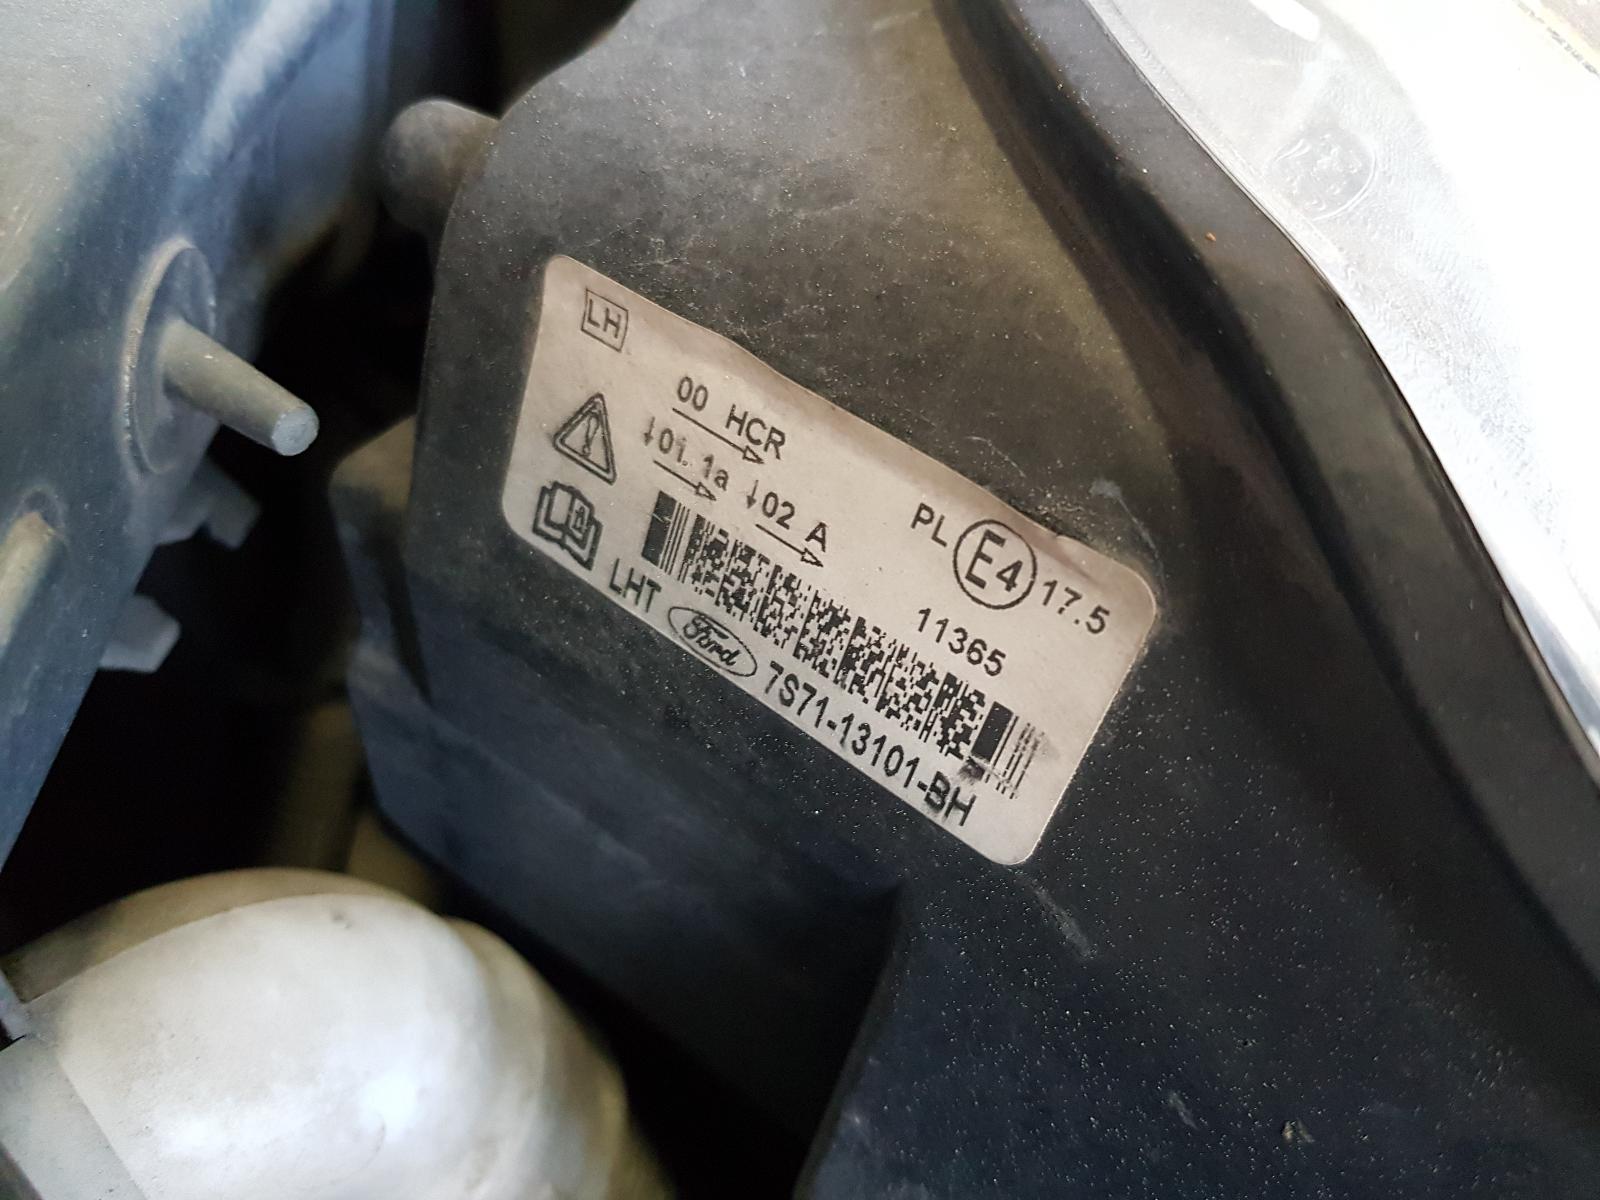 LH
00 HCR
↓01. 1a ↓02 A
PL E4 17.5
11365
LHT Ford 7S71-13101-BH